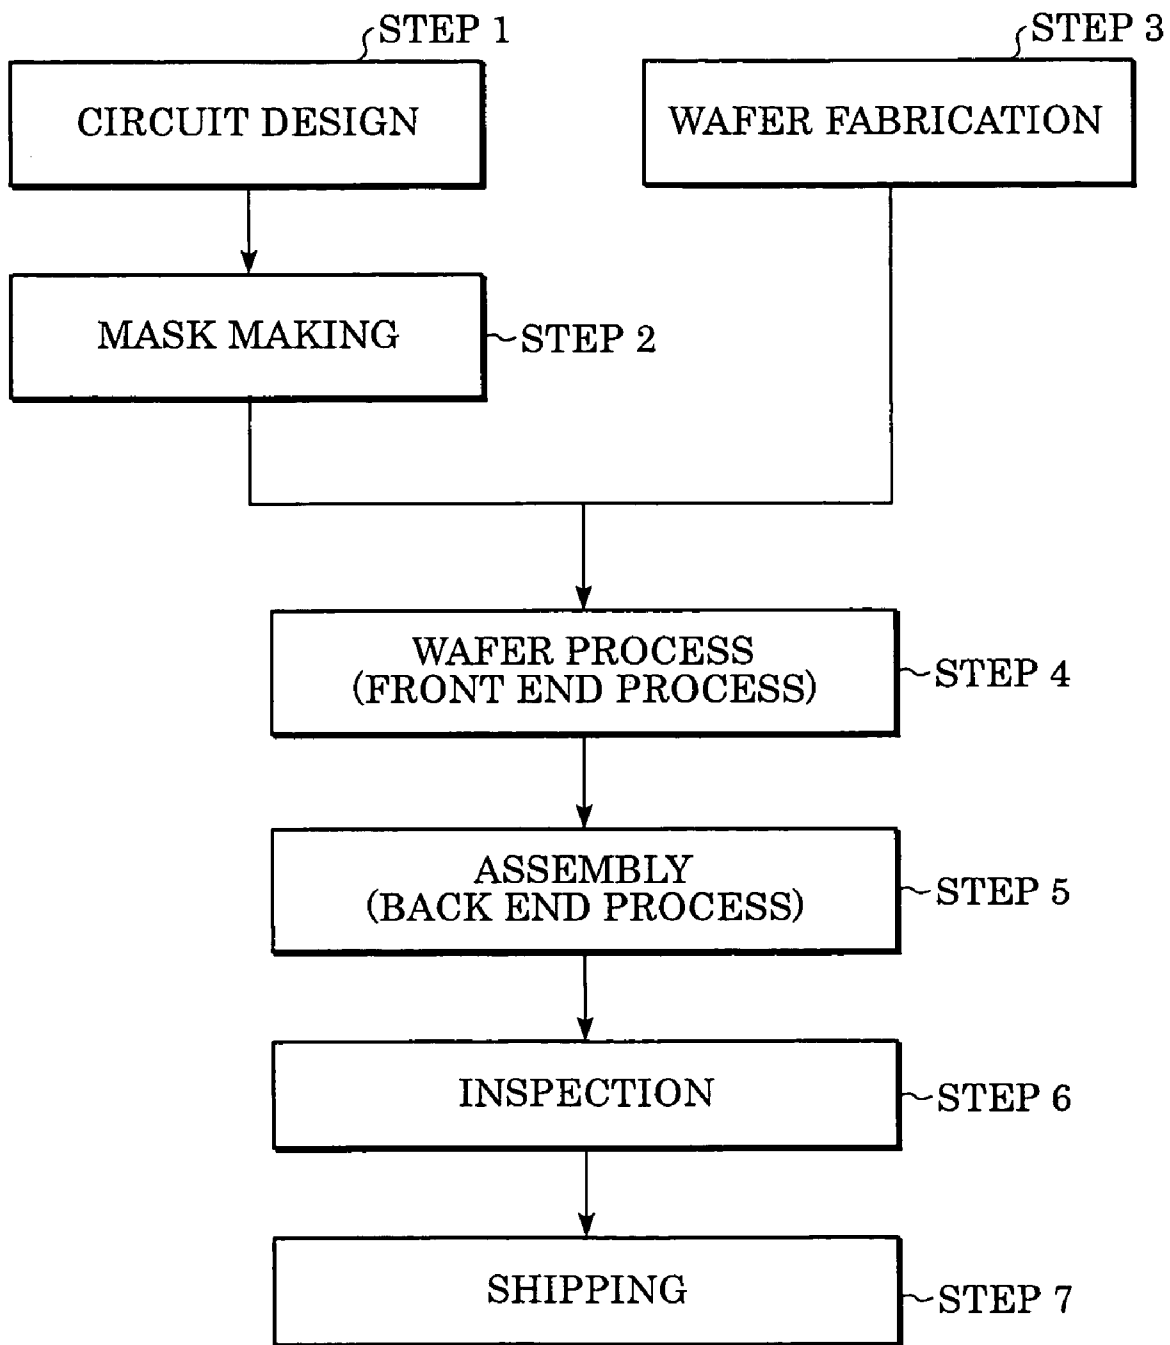 STEP 1
CIRCUIT DESIGN
STEP 3
WAFER FABRICATION
MASK MAKING
STEP 2
WAFER PROCESS
(FRONT END PROCESS)
STEP 4
ASSEMBLY
(BACK END PROCESS)
STEP 5
INSPECTION
STEP 6
SHIPPING
STEP 7